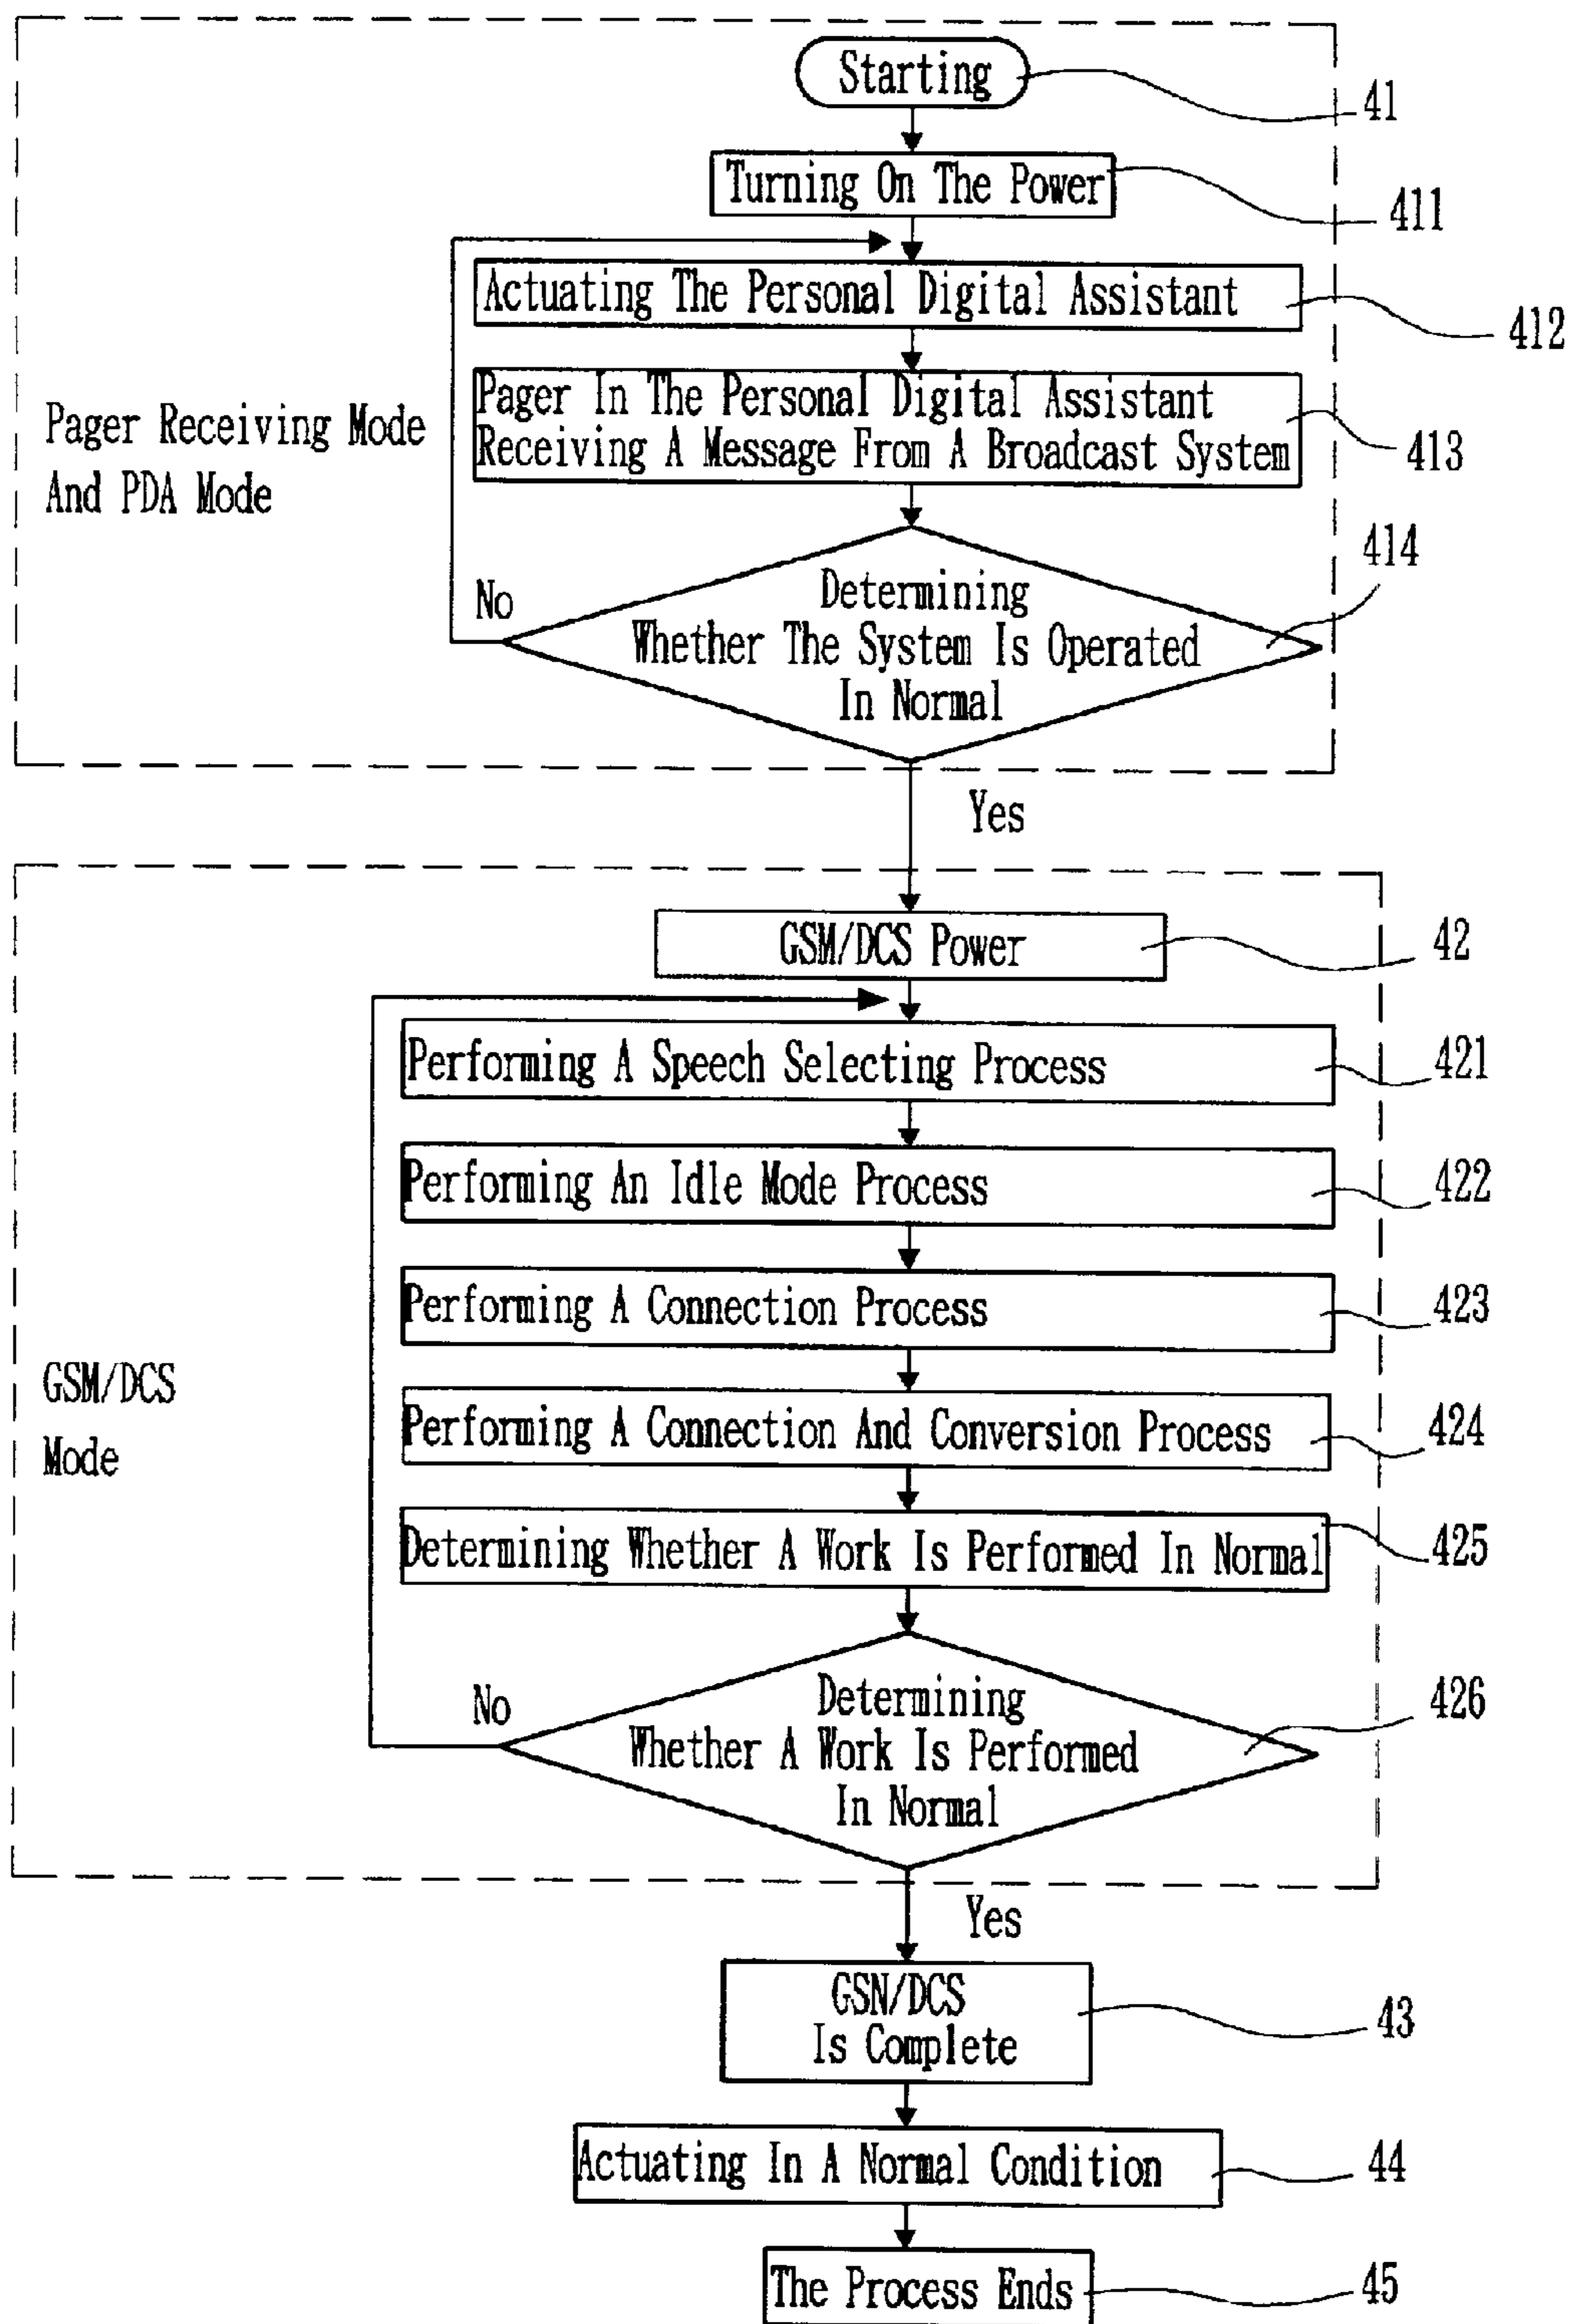 Starting
41
Turning On The Power
411
Actuating The Personal Digital Assistant
412
Pager In The Personal Digital Assistant
Receiving A Message From A Broadcast System
413
Pager Receiving Mode
And PDA Mode
414
No
Determining
Whether The System Is Operated
In Normal
Yes
GSM/DCS Power
42
Performing A Speech Selecting Process
421
Performing An Idle Mode Process
422
Performing A Connection Process
423
GSM/DCS
Mode
Performing A Connection And Conversion Process
424
Determining Whether A Work Is Performed In Normal
425
No
Determining
Whether A Work Is Performed
In Normal
426
Yes
GSN/DCS
Is Complete
43
Actuating In A Normal Condition
44
The Process Ends
45